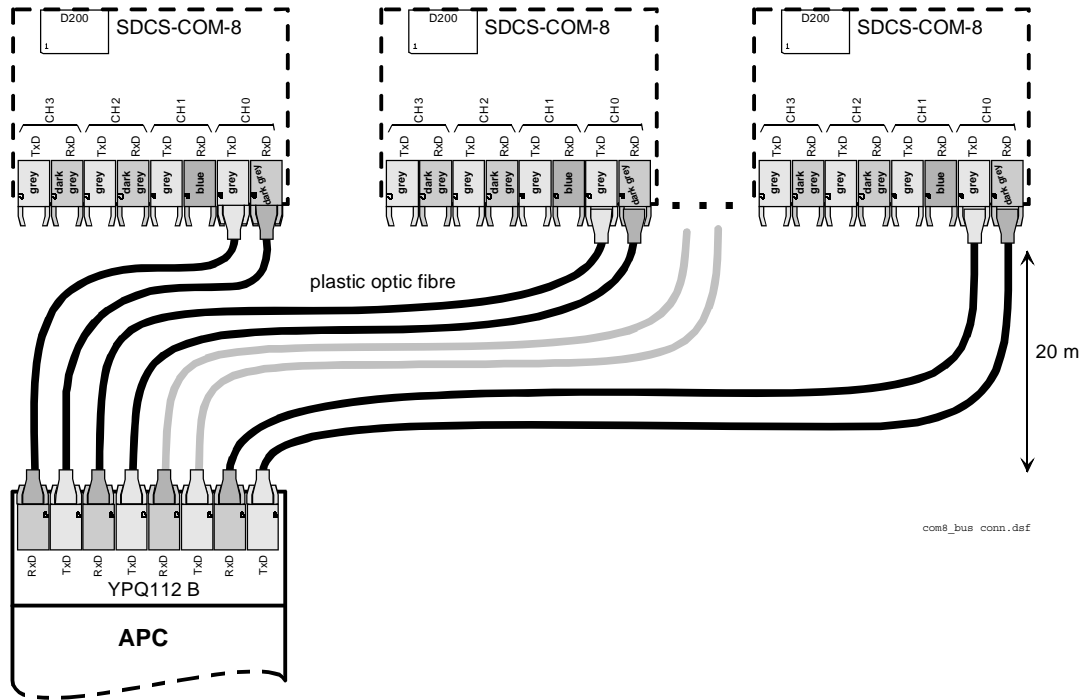 D200
1
SDCS-COM-8
CH3 CH2 CH1 CH0
TxD RxD TxD RxD TxD RxD TxD RxD
grey dark grey grey dark grey grey blue grey dark grey
D200
1
SDCS-COM-8
CH3 CH2 CH1 CH0
TxD RxD TxD RxD TxD RxD TxD RxD
grey dark grey grey dark grey grey blue grey dark grey
D200
1
SDCS-COM-8
CH3 CH2 CH1 CH0
TxD RxD TxD RxD TxD RxD TxD RxD
grey dark grey grey dark grey grey blue grey dark grey
plastic optic fibre
20 m
com8_bus conn.dsf
RxD TxD RxD TxD RxD TxD RxD TxD
YPQ112 B
APC